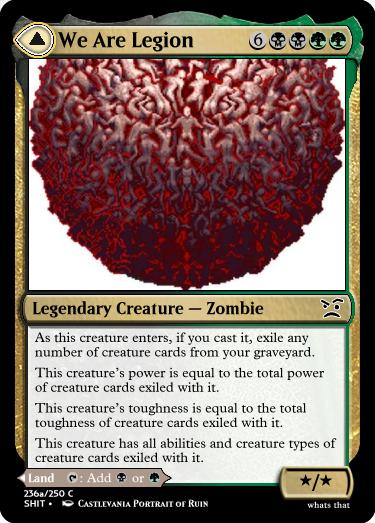 We Are Legion 6
Legendary Creature — Zombie
As this creature enters, if you cast it, exile any
number of creature cards from your graveyard.
This creature's power is equal to the total power
of creature cards exiled with it.
This creature's toughness is equal to the total
toughness of creature cards exiled with it.
This creature has all abilities and creature types of
creature cards exiled with it.
Land : Add or
★/★
236a/250 C
SHIT • Castlevania Portrait of Ruin
whats that